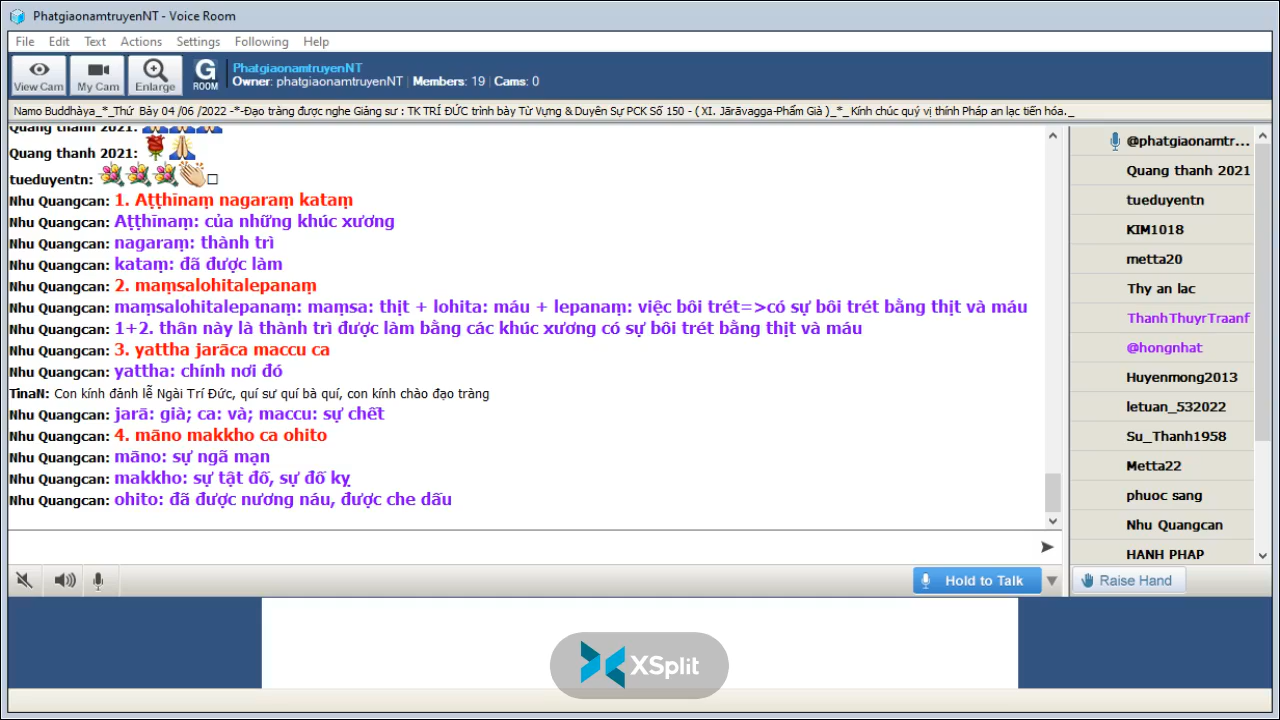 PhatgiaonamtruyenNT - Voice Room
File Edit Text Actions Settings Following Help
View Cam My Cam Enlarge G ROOM
PhatgiaonamtruyenNT
Owner: phatgiaonamtruyenNT | Members: 19 | Cams: 0
Namo Buddhàya_*_Thứ Bảy 04 /06 /2022 -*-Đạo tràng được nghe Giảng sư : TK TRÍ ĐỨC trình bày Từ Vựng & Duyên Sự PCK Số 150 - ( XI. Jārāvagga-Phẩm Già )_*_ Kính chúc quý vị thính Pháp an lạc tiến hóa._
Quang thanh 2021:
Quang thanh 2021:
tueduyentn:
Nhu Quangcan: 1. Aṭṭhīnaṃ nagaraṃ kataṃ
Nhu Quangcan: Aṭṭhīnaṃ: của những khúc xương
Nhu Quangcan: nagaraṃ: thành trì
Nhu Quangcan: kataṃ: đã được làm
Nhu Quangcan: 2. maṃsalohitalepanaṃ
Nhu Quangcan: maṃsalohitalepanaṃ: maṃsa: thịt + lohita: máu + lepanaṃ: việc bôi trét=>có sự bôi trét bằng thịt và máu
Nhu Quangcan: 1+2. thân này là thành trì được làm bằng các khúc xương có sự bôi trét bằng thịt và máu
Nhu Quangcan: 3. yattha jarāca maccu ca
Nhu Quangcan: yattha: chính nơi đó
TinaN: Con kính đảnh lễ Ngài Trí Đức, quí sư quí bà quí, con kính chào đạo tràng
Nhu Quangcan: jarā: già; ca: và; maccu: sự chết
Nhu Quangcan: 4. māno makkho ca ohito
Nhu Quangcan: māno: sự ngã mạn
Nhu Quangcan: makkho: sự tật đố, sự đố kỵ
Nhu Quangcan: ohito: đã được nương náu, được che dấu
@phatgiaonamtr...
Quang thanh 2021
tueduyentn
KIM1018
metta20
Thy an lac
ThanhThuyrTraanf
@hongnhat
Huyenmong2013
letuan_532022
Su_Thanh1958
Metta22
phuoc sang
Nhu Quangcan
HANH PHAP
Hold to Talk
Raise Hand
XSplit